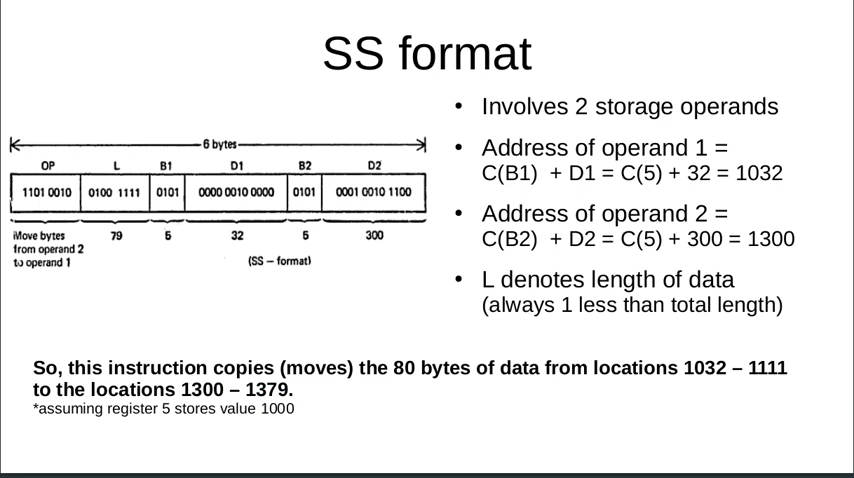 SS format
6 bytes
OP L B1 D1 B2 D2
1101 0010 0100 1111 0101 0000 0010 0000 0101 0001 0010 1100
Move bytes 79 5 32 5 300
from operand 2
to operand 1 (SS – format)
• Involves 2 storage operands
• Address of operand 1 =
C(B1) + D1 = C(5) + 32 = 1032
• Address of operand 2 =
C(B2) + D2 = C(5) + 300 = 1300
• L denotes length of data
(always 1 less than total length)
So, this instruction copies (moves) the 80 bytes of data from locations 1032 – 1111
to the locations 1300 – 1379.
*assuming register 5 stores value 1000